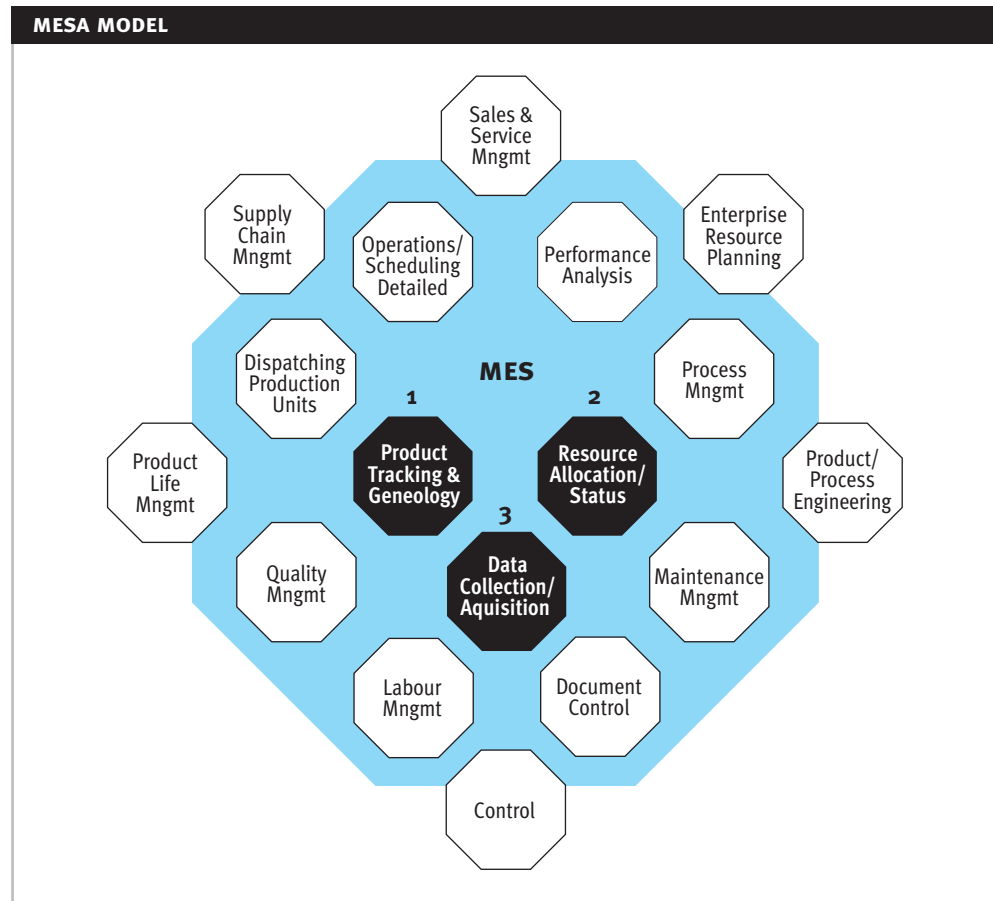 MESA MODEL
Sales &
Service
Mngmt
Supply
Chain
Mngmt
Operations/
Scheduling
Detailed
Performance
Analysis
Enterprise
Resource
Planning
Dispatching
Production
Units
MES
Process
Mngmt
1
2
Product
Tracking &
Geneology
Resource
Allocation/
Status
Product
Life
Mngmt
Product/
Process
Engineering
3
Data
Collection/
Aquisition
Quality
Mngmt
Maintenance
Mngmt
Labour
Mngmt
Document
Control
Control